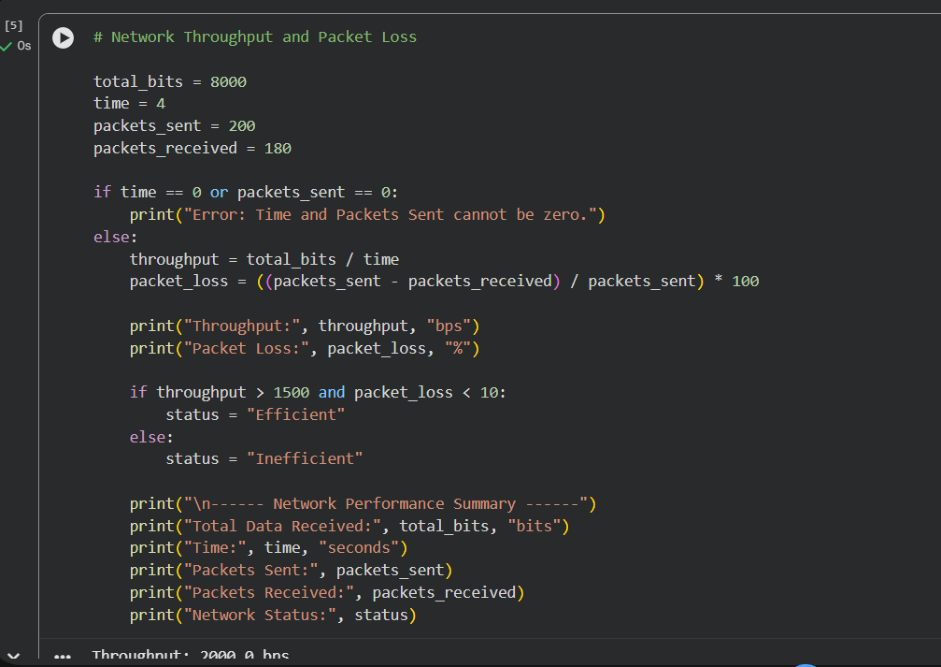 [5]
0s
# Network Throughput and Packet Loss
total_bits = 8000
time = 4
packets_sent = 200
packets_received = 180
if time == 0 or packets_sent == 0:
    print("Error: Time and Packets Sent cannot be zero.")
else:
    throughput = total_bits / time
    packet_loss = ((packets_sent - packets_received) / packets_sent) * 100
    print("Throughput:", throughput, "bps")
    print("Packet Loss:", packet_loss, "%")
    if throughput > 1500 and packet_loss < 10:
        status = "Efficient"
    else:
        status = "Inefficient"
    print("\n------ Network Performance Summary ------")
    print("Total Data Received:", total_bits, "bits")
    print("Time:", time, "seconds")
    print("Packets Sent:", packets_sent)
    print("Packets Received:", packets_received)
    print("Network Status:", status)
Throughput: 2000.0 bps